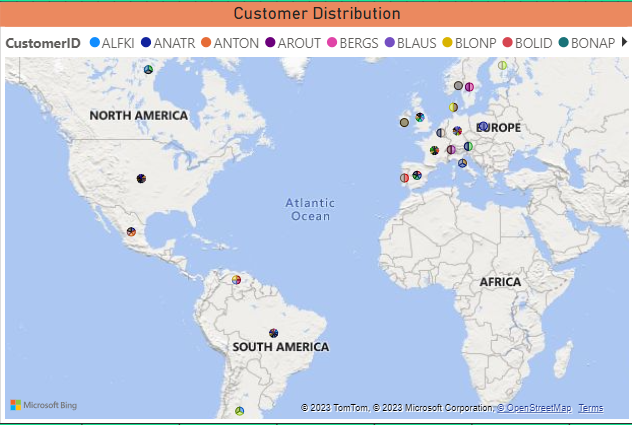 Customer Distribution
CustomerID ALFKI ANATR ANTON AROUT BERGS BLAUS BLONP BOLID BONAP
NORTH AMERICA
EUROPE
Atlantic
Ocean
AFRICA
SOUTH AMERICA
Microsoft Bing
© 2023 TomTom, © 2023 Microsoft Corporation, © OpenStreetMap Terms